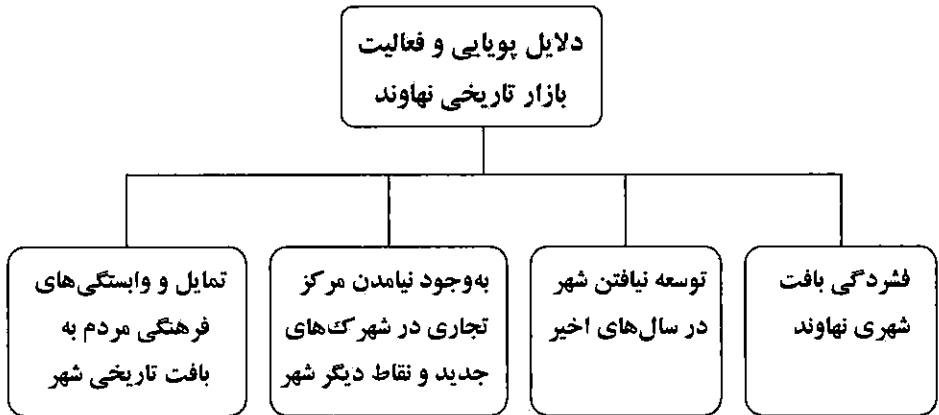 دلایل پویایی و فعالیت
بازار تاریخی نهاوند
فشردگی بافت
شهری نهاوند
توسعه نیافتن شهر
در سال‌های اخیر
به‌وجود نیامدن مرکز
تجاری در شهرک‌های
جدید و نقاط دیگر شهر
تمایل و وابستگی‌های
فرهنگی مردم به
بافت تاریخی شهر